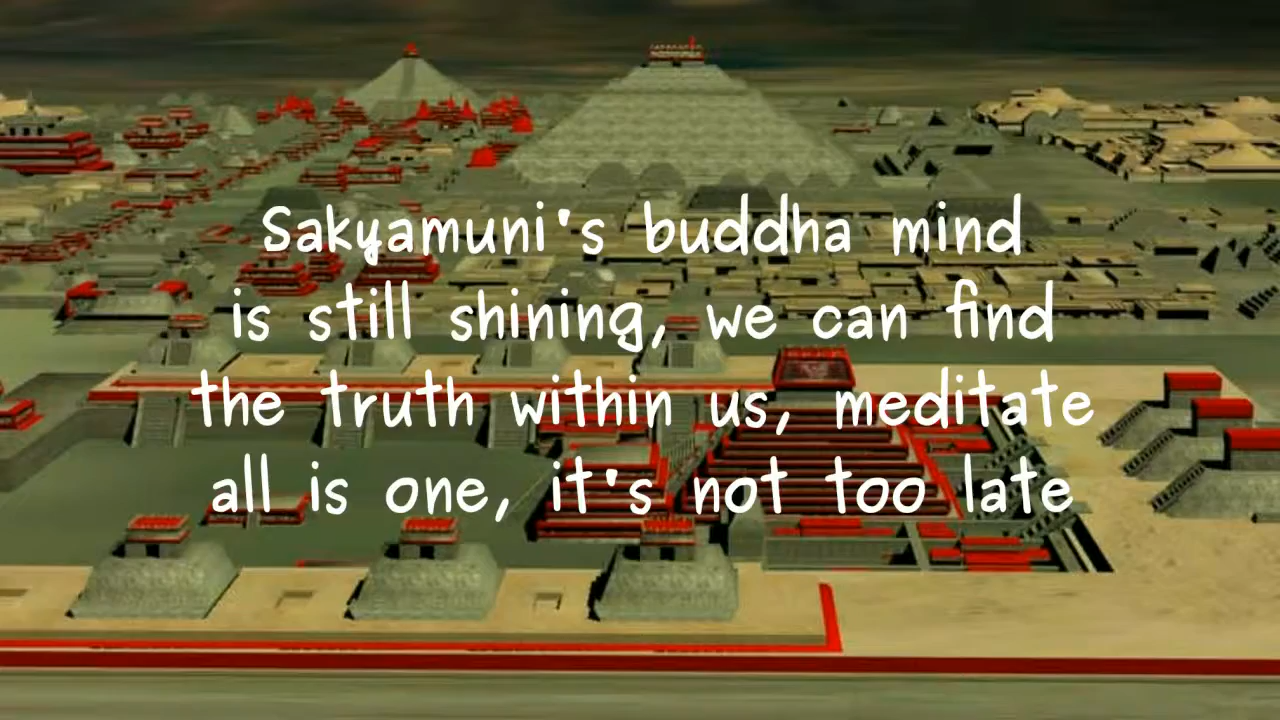 Sakyamuni's buddha mind
is still shining, we can find
the truth within us, meditate
all is one, it's not too late